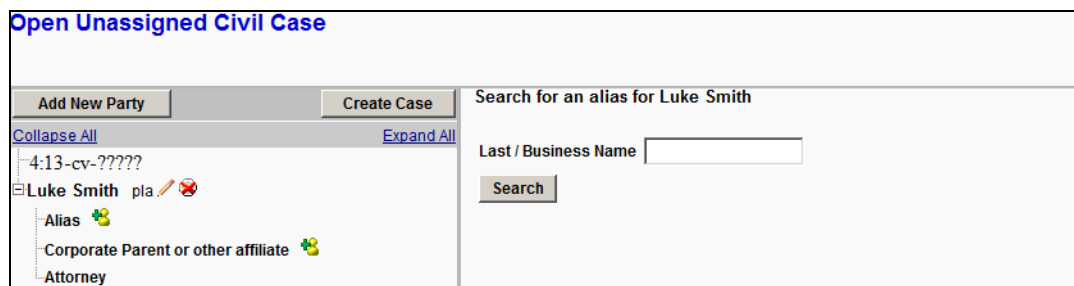 Open Unassigned Civil Case
Add New Party
Create Case
Collapse All
Expand All
4:13-cv-?????
Luke Smith pla
Alias
Corporate Parent or other affiliate
Attorney
Search for an alias for Luke Smith
Last / Business Name
Search